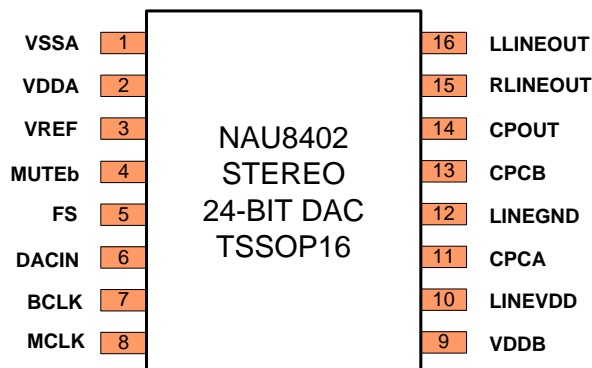 VSSA 1
VDDA 2
VREF 3
MUTEb 4
FS 5
DACIN 6
BCLK 7
MCLK 8
NAU8402
STEREO
24-BIT DAC
TSSOP16
16 LLINEOUT
15 RLINEOUT
14 CPOUT
13 CPCB
12 LINEGND
11 CPCA
10 LINEVDD
9 VDDB